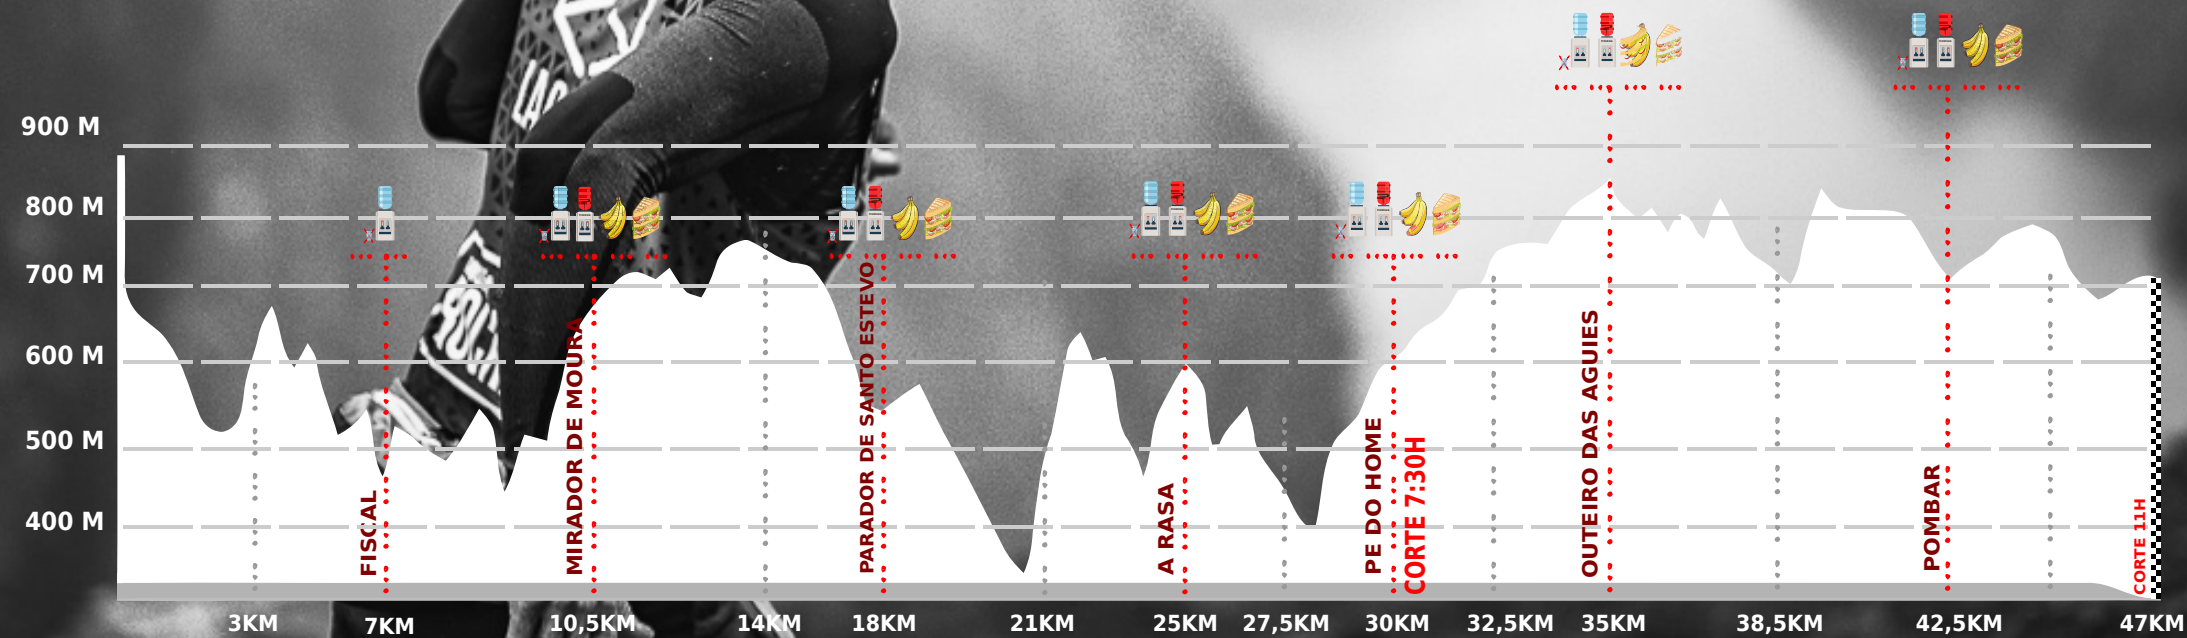 900 M
800 M
700 M
600 M
500 M
400 M
FISCAL
MIRADOR DE MOURA
PARADOR DE SANTO ESTEVO
A RASA
PE DO HOME
CORTE 7:30H
OUTEIRO DAS AGUIES
POMBAR
CORTE 11H
3KM
7KM
10,5KM
14KM
18KM
21KM
25KM
27,5KM
30KM
32,5KM
35KM
38,5KM
42,5KM
47KM